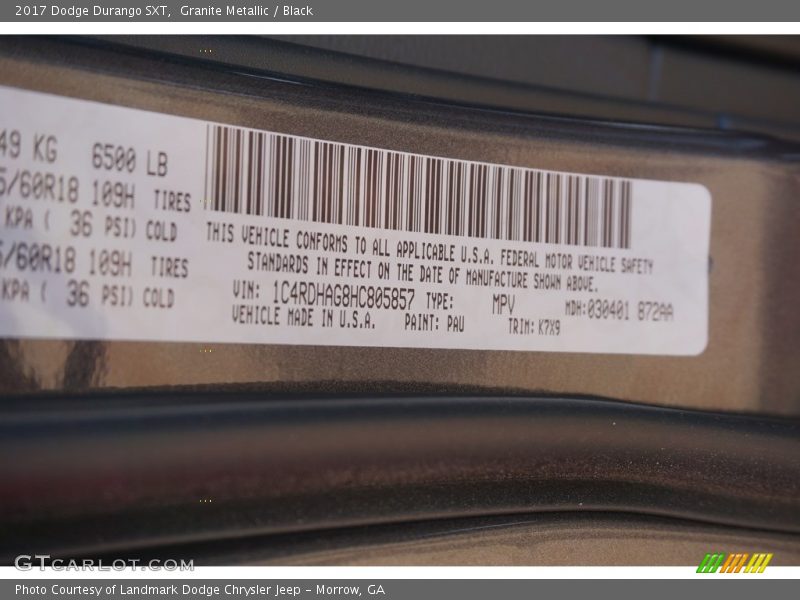 2017 Dodge Durango SXT,  Granite Metallic / Black
49 KG 6500 LB
5/60R18 109H TIRES
KPA ( 36 PSI) COLD
5/60R18 109H TIRES
KPA ( 36 PSI) COLD
THIS VEHICLE CONFORMS TO ALL APPLICABLE U.S.A. FEDERAL MOTOR VEHICLE SAFETY
STANDARDS IN EFFECT ON THE DATE OF MANUFACTURE SHOWN ABOVE.
VIN: 1C4RDHAG8HC805857 TYPE: MPV MDH:030401 872AA
VEHICLE MADE IN U.S.A. PAINT: PAU TRIM: K7X9
GTCARLOT.COM
Photo Courtesy of Landmark Dodge Chrysler Jeep – Morrow, GA